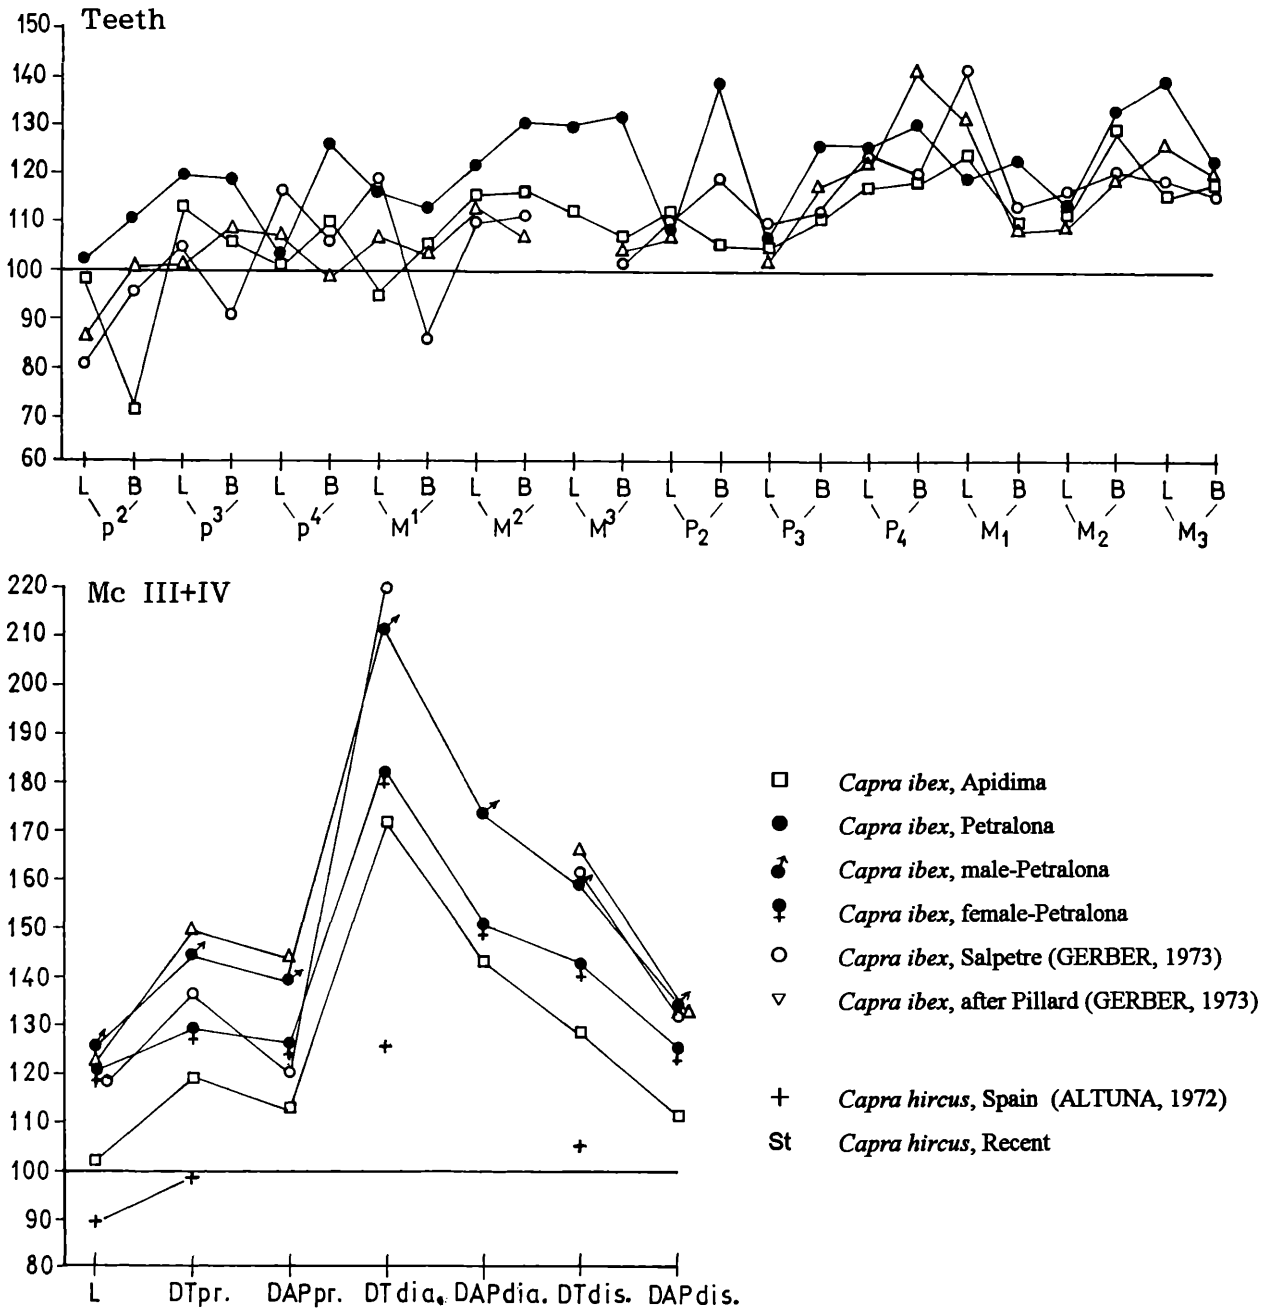 Teeth
150
140
130
120
110
100
90
80
70
60
L B L B L B L B L B L B L B L B L B L B L B L B
p² p³ p⁴ M¹ M² M³ P₂ P₃ P₄ M₁ M₂ M₃
Mc III+IV
220
210
200
190
180
170
160
150
140
130
120
110
100
90
80
L DTpr. DAPpr. DTdia. DAPdia. DTdis. DAPdis.
Capra ibex, Apidima
Capra ibex, Petralona
Capra ibex, male-Petralona
Capra ibex, female-Petralona
Capra ibex, Salpetre (GERBER, 1973)
Capra ibex, after Pillard (GERBER, 1973)
Capra hircus, Spain (ALTUNA, 1972)
St Capra hircus, Recent